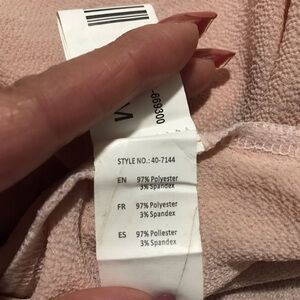 -669300
M
STYLE NO.: 40-7144
EN 97% Polyester
3% Spandex
FR 97% Polyester
3% Spandex
ES 97% Poliester
3% Spandex